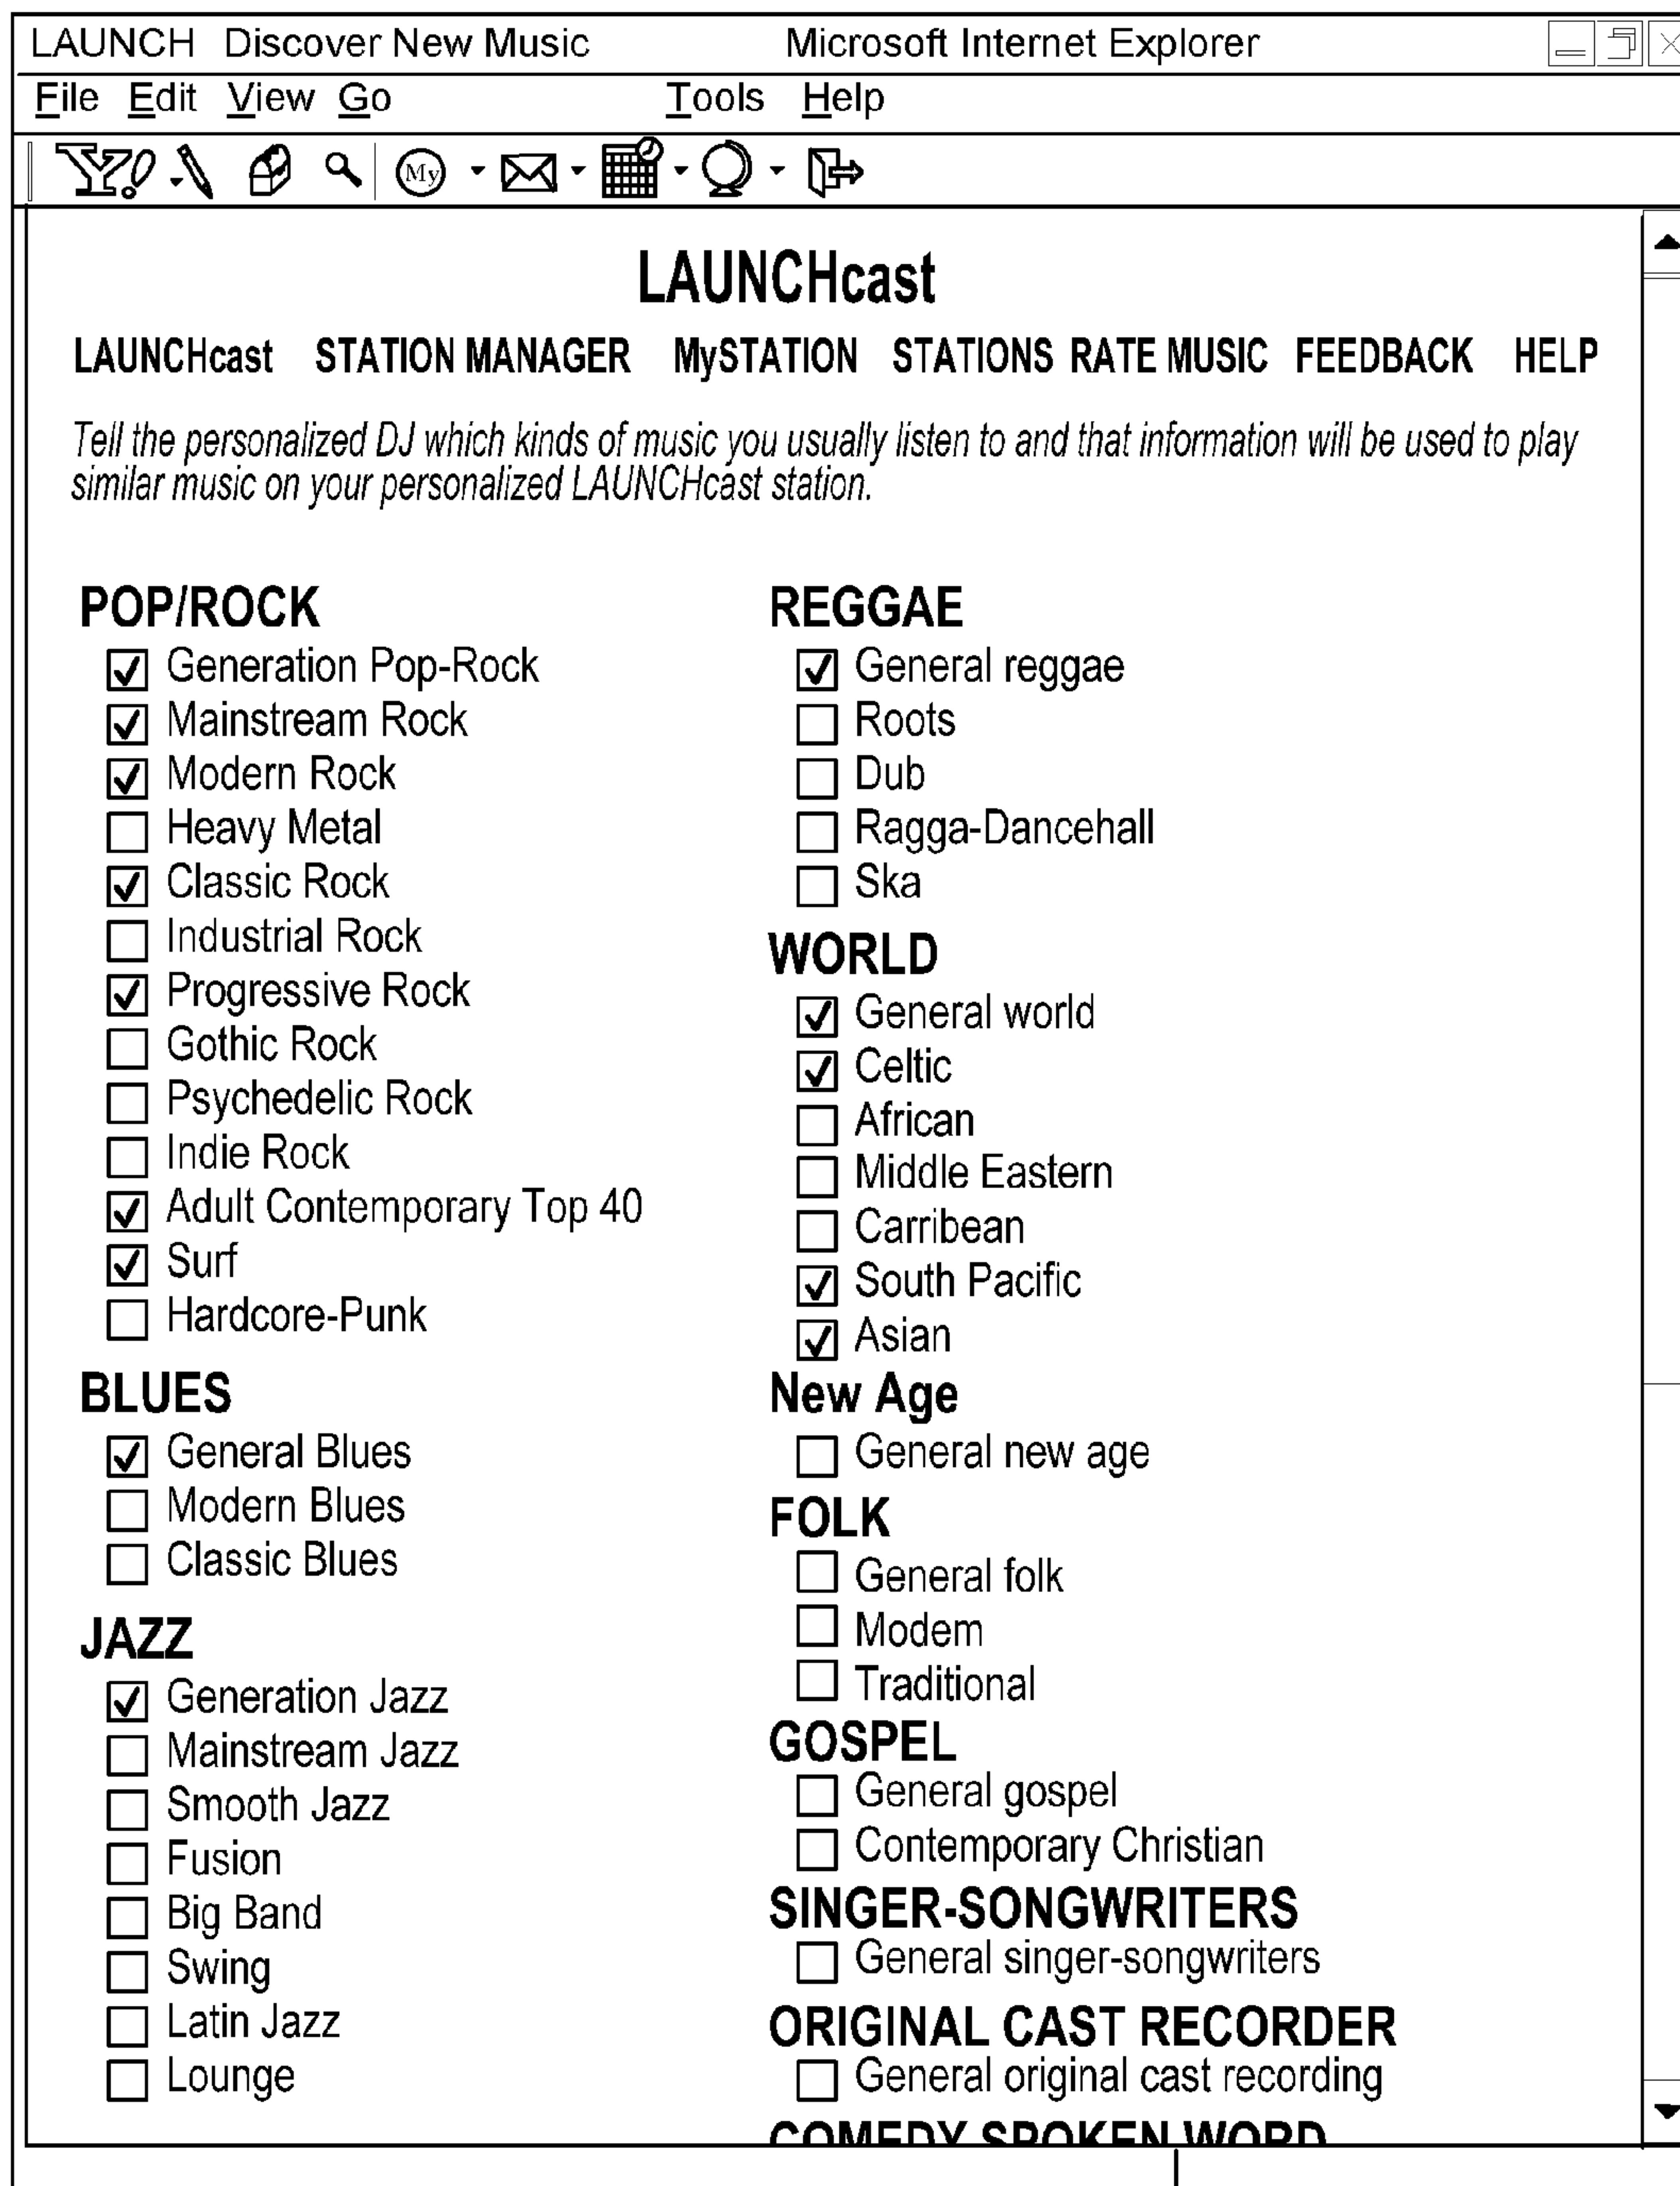 LAUNCH Discover New Music Microsoft Internet Explorer
File Edit View Go Tools Help
Y! My
LAUNCHcast
LAUNCHcast STATION MANAGER MySTATION STATIONS RATE MUSIC FEEDBACK HELP
Tell the personalized DJ which kinds of music you usually listen to and that information will be used to play
similar music on your personalized LAUNCHcast station.
POP/ROCK
Generation Pop-Rock
Mainstream Rock
Modern Rock
Heavy Metal
Classic Rock
Industrial Rock
Progressive Rock
Gothic Rock
Psychedelic Rock
Indie Rock
Adult Contemporary Top 40
Surf
Hardcore-Punk
BLUES
General Blues
Modern Blues
Classic Blues
JAZZ
Generation Jazz
Mainstream Jazz
Smooth Jazz
Fusion
Big Band
Swing
Latin Jazz
Lounge
REGGAE
General reggae
Roots
Dub
Ragga-Dancehall
Ska
WORLD
General world
Celtic
African
Middle Eastern
Carribean
South Pacific
Asian
New Age
General new age
FOLK
General folk
Modem
Traditional
GOSPEL
General gospel
Contemporary Christian
SINGER-SONGWRITERS
General singer-songwriters
ORIGINAL CAST RECORDER
General original cast recording
COMEDY SPOKEN WORD